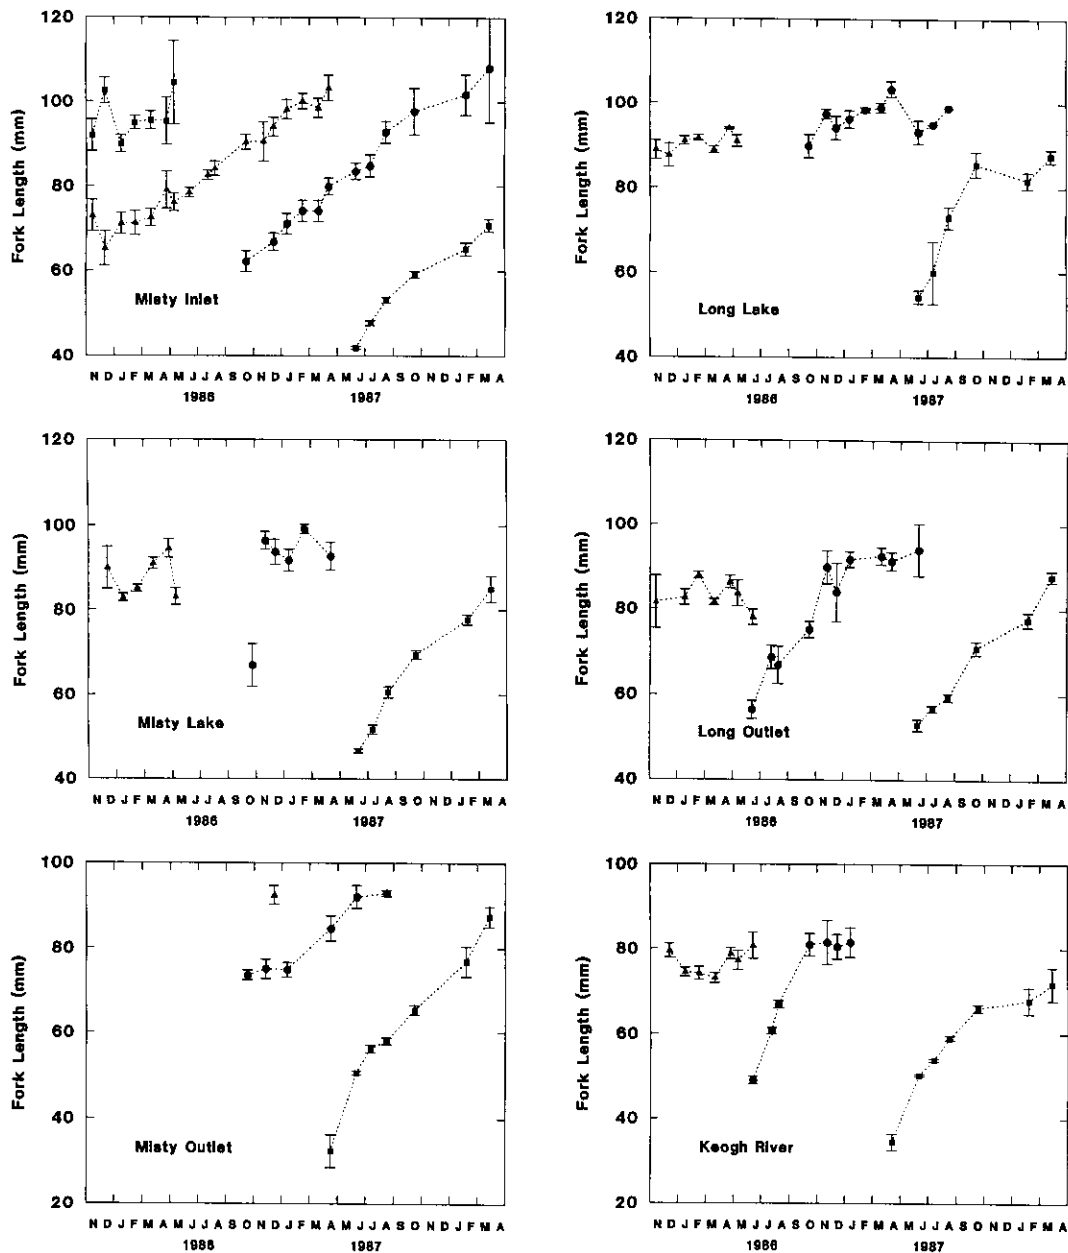 120
100
80
60
40
Fork Length (mm)
Misty Inlet
N D J F M A M J J A S O N D J F M A M J J A S O N D J F M A
1986
1987
120
100
80
60
40
Fork Length (mm)
Long Lake
N D J F M A M J J A S O N D J F M A M J J A S O N D J F M A
1986
1987
120
100
80
60
40
Fork Length (mm)
Misty Lake
N D J F M A M J J A S O N D J F M A M J J A S O N D J F M A
1986
1987
120
100
80
60
40
Fork Length (mm)
Long Outlet
N D J F M A M J J A S O N D J F M A M J J A S O N D J F M A
1986
1987
100
80
60
40
20
Fork Length (mm)
Misty Outlet
N D J F M A M J J A S O N D J F M A M J J A S O N D J F M A
1986
1987
100
80
60
40
20
Fork Length (mm)
Keogh River
N D J F M A M J J A S O N D J F M A M J J A S O N D J F M A
1986
1987